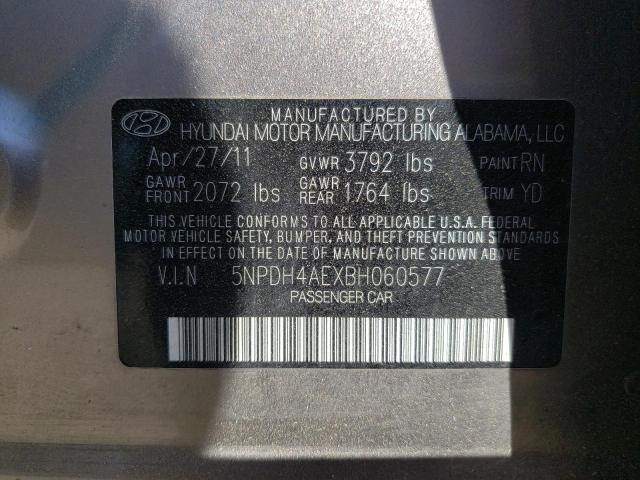 MANUFACTURED BY
HYUNDAI MOTOR MANUFACTURING ALABAMA, LLC
Apr/27/11 GVWR 3792 lbs PAINT RN
GAWR FRONT 2072 lbs GAWR REAR 1764 lbs TRIM YD
THIS VEHICLE CONFORMS TO ALL APPLICABLE U.S.A. FEDERAL
MOTOR VEHICLE SAFETY, BUMPER, AND THEFT PREVENTION STANDARDS
IN EFFECT ON THE DATE OF MANUFACTURE SHOWN ABOVE.
V.I.N 5NPDH4AEXBH060577
PASSENGER CAR